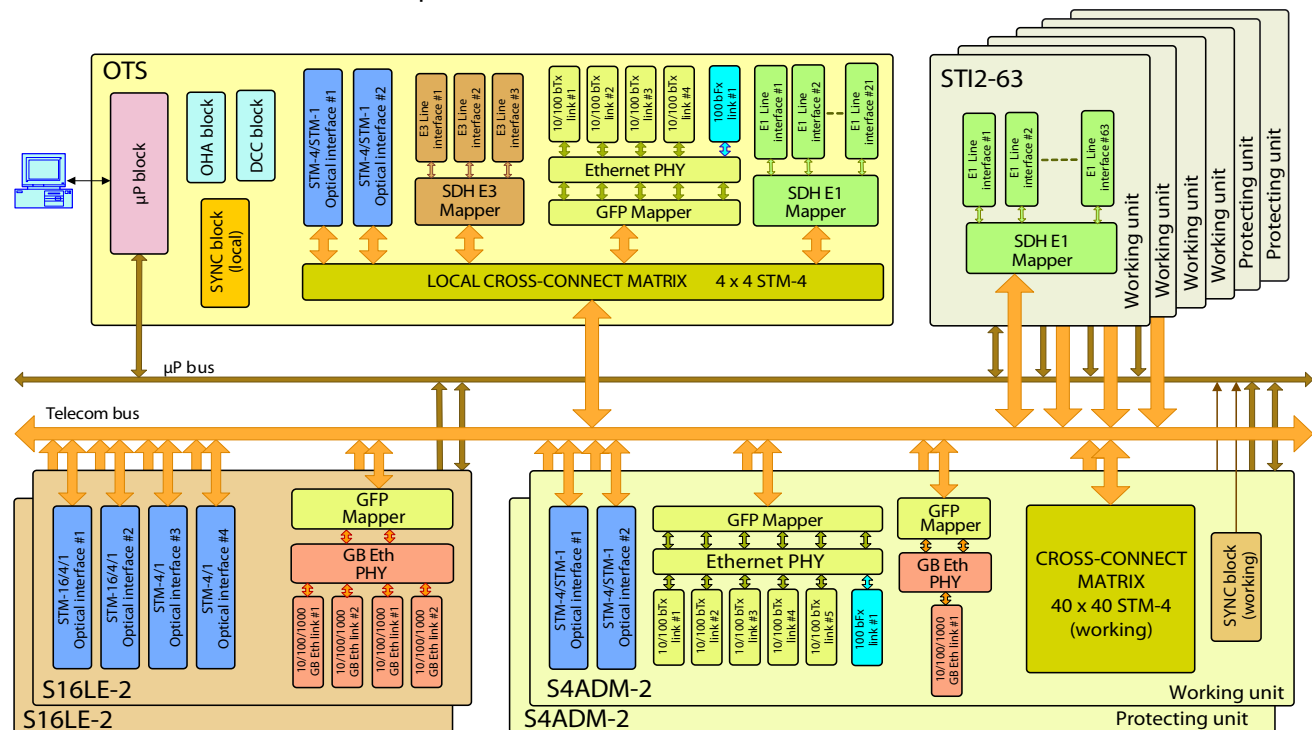 OTS
µP block
OHA block
DCC block
SYNC block
(local)
STM-4/STM-1
Optical interface #1
STM-4/STM-1
Optical interface #2
E3 Line
interface #1
E3 Line
interface #2
E3 Line
interface #3
SDH E3
Mapper
10/100 bTx
link #1
10/100 bTx
link #2
10/100 bTx
link #3
10/100 bTx
link #4
100 bFx
link #1
Ethernet PHY
GFP Mapper
E1 Line
interface #1
E1 Line
interface #2
E1 Line
interface #21
SDH E1
Mapper
LOCAL CROSS-CONNECT MATRIX 4 x 4 STM-4
STI2-63
E1 Line
interface #1
E1 Line
interface #2
E1 Line
interface #63
SDH E1
Mapper
Working unit
Working unit
Working unit
Working unit
Protecting unit
Protecting unit
µP bus
Telecom bus
STM-16/4/1
Optical interface #1
STM-16/4/1
Optical interface #2
STM-4/1
Optical interface #3
STM-4/1
Optical interface #4
GFP
Mapper
GB Eth
PHY
10/100/1000
GB Eth link #1
10/100/1000
GB Eth link #2
10/100/1000
GB Eth link #1
10/100/1000
GB Eth link #2
S16LE-2
S16LE-2
STM-4/STM-1
Optical interface #1
STM-4/STM-1
Optical interface #2
GFP Mapper
Ethernet PHY
10/100 bTx
link #1
10/100 bTx
link #2
10/100 bTx
link #3
10/100 bTx
link #4
10/100 bTx
link #5
100 bFx
link #1
GFP
Mapper
GB Eth
PHY
10/100/1000
GB Eth link #1
CROSS-CONNECT
MATRIX
40 x 40 STM-4
(working)
SYNC block
(working)
S4ADM-2
Working unit
S4ADM-2
Protecting unit